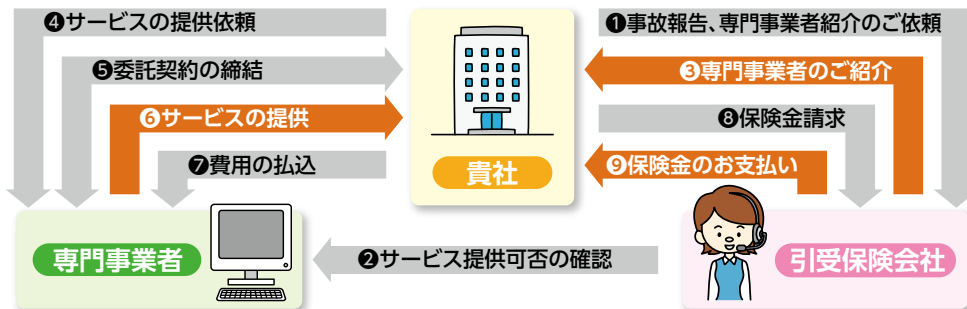 ❹サービスの提供依頼
❶事故報告、専門事業者紹介のご依頼
❺委託契約の締結
❸専門事業者のご紹介
❻サービスの提供
❽保険金請求
❼費用の払込
貴社
❾保険金のお支払い
専門事業者
❷サービス提供可否の確認
引受保険会社